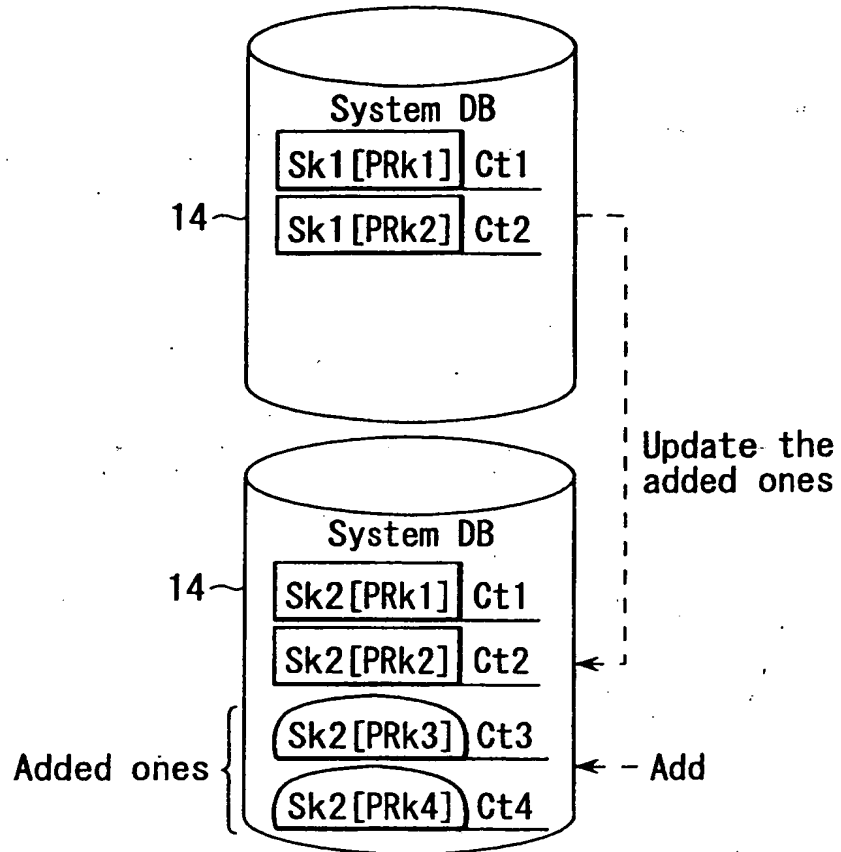 System DB
Sk1[PRk1] Ct1
14
Sk1[PRk2] Ct2
Update the
added ones
System DB
14
Sk2[PRk1] Ct1
Sk2[PRk2] Ct2
Sk2[PRk3] Ct3
Added ones
Add
Sk2[PRk4] Ct4